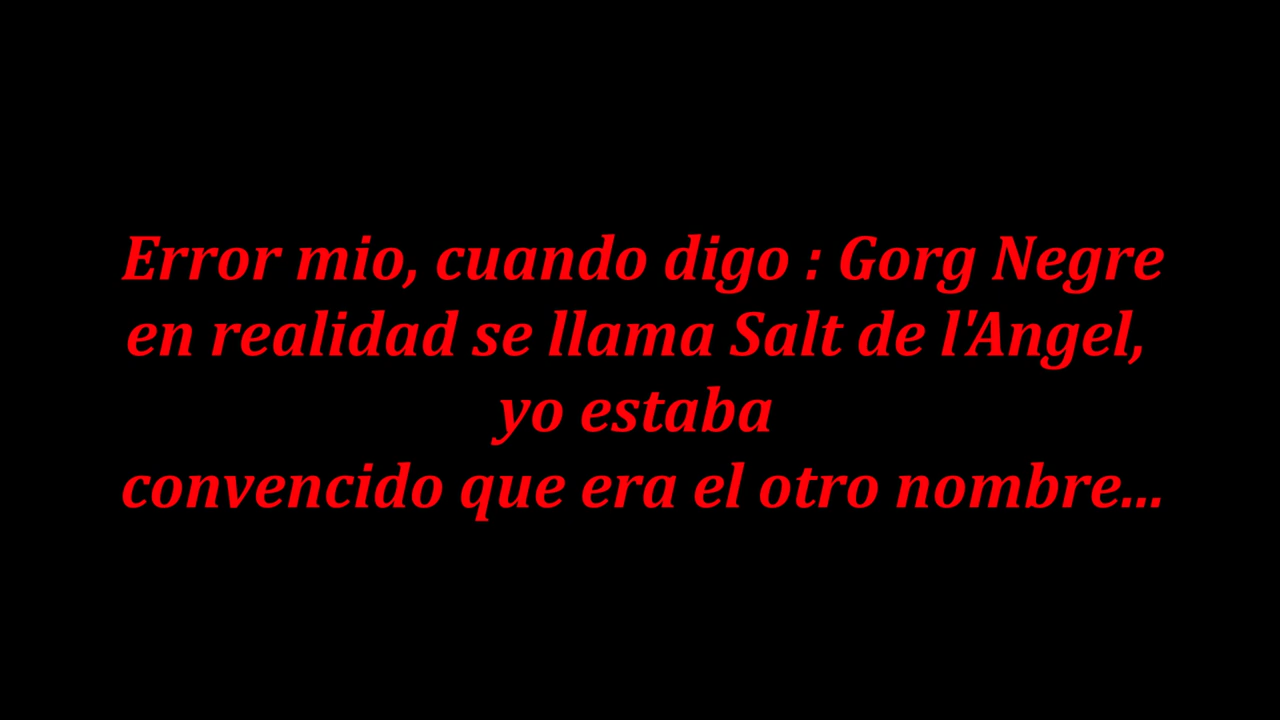 Error mio, cuando digo : Gorg Negre
en realidad se llama Salt de l'Angel,
yo estaba
convencido que era el otro nombre...